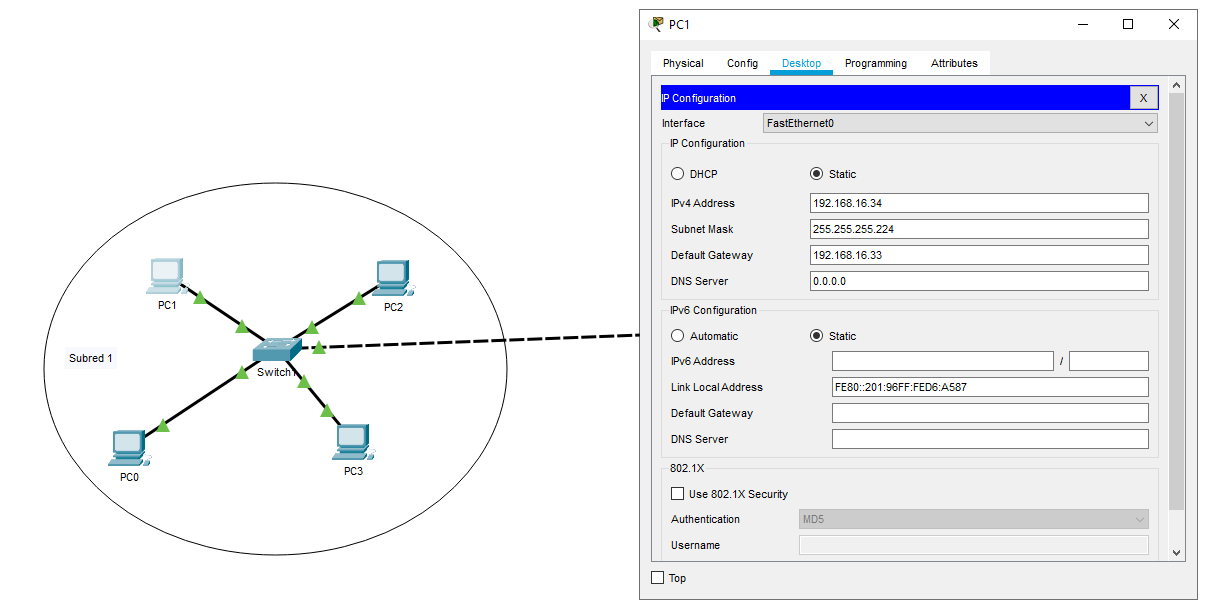 PC1
Physical Config Desktop Programming Attributes
IP Configuration X
Interface FastEthernet0
IP Configuration
DHCP Static
IPv4 Address 192.168.16.34
Subnet Mask 255.255.255.224
Default Gateway 192.168.16.33
DNS Server 0.0.0.0
IPv6 Configuration
Automatic Static
IPv6 Address /
Link Local Address FE80::201:96FF:FED6:A587
Default Gateway
DNS Server
802.1X
Use 802.1X Security
Authentication MD5
Username
Top
PC1
PC2
Subred 1
Switch1
PC0
PC3